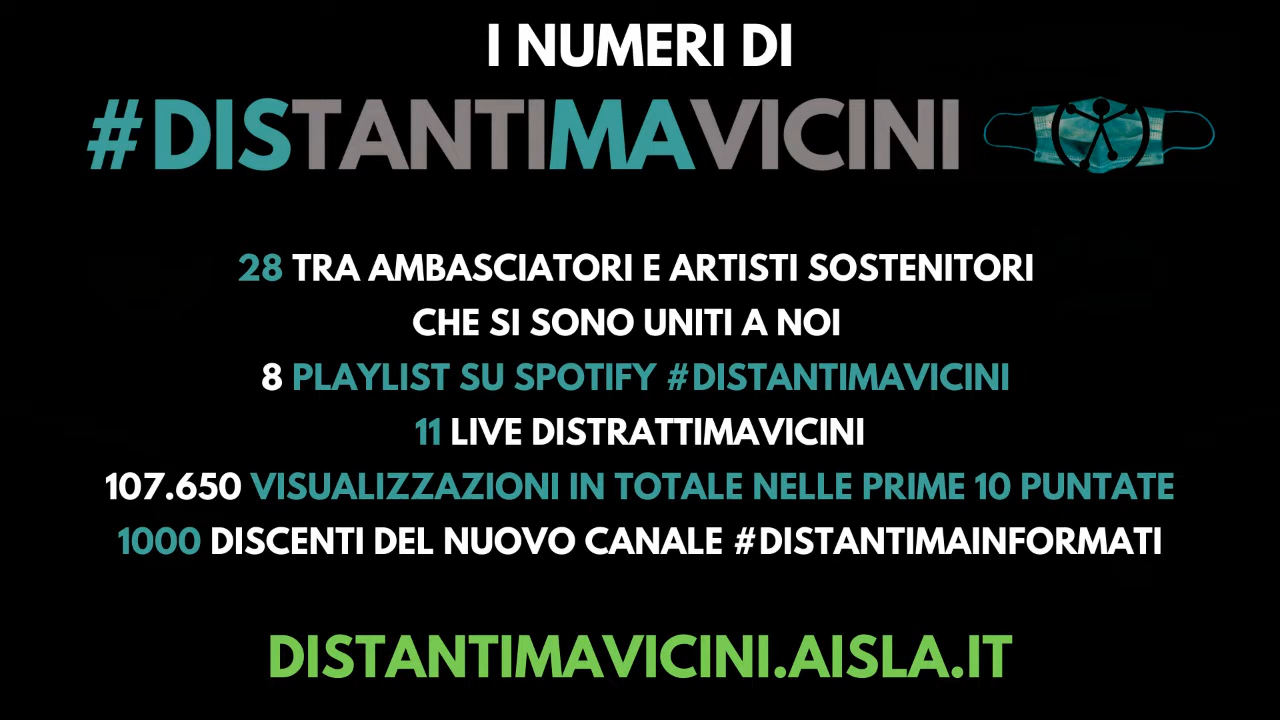 I NUMERI DI
#DISTANTIMAVICINI
28 TRA AMBASCIATORI E ARTISTI SOSTENITORI
CHE SI SONO UNITI A NOI
8 PLAYLIST SU SPOTIFY #DISTANTIMAVICINI
11 LIVE DISTRATTIMAVICINI
107.650 VISUALIZZAZIONI IN TOTALE NELLE PRIME 10 PUNTATE
1000 DISCENTI DEL NUOVO CANALE #DISTANTIMAINFORMATI
DISTANTIMAVICINI.AISLA.IT